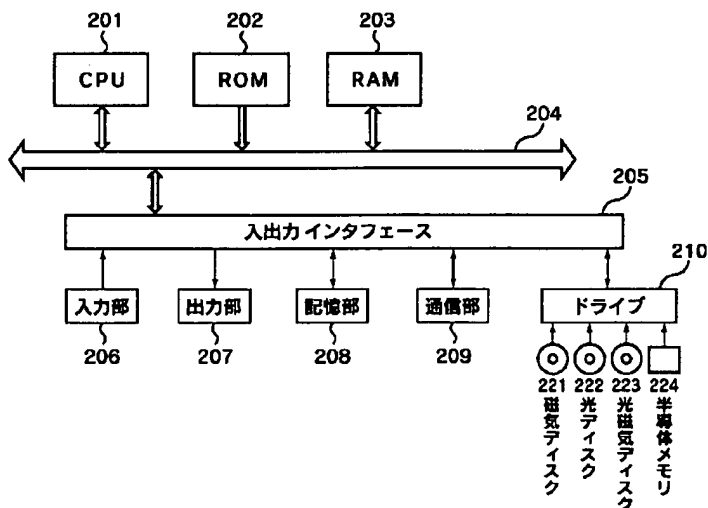 201
202
203
CPU
ROM
RAM
204
205
入出力インタフェース
210
入力部
出力部
記憶部
通信部
ドライブ
206
207
208
209
221
222
223
224
磁気ディスク
光ディスク
光磁気ディスク
半導体メモリ